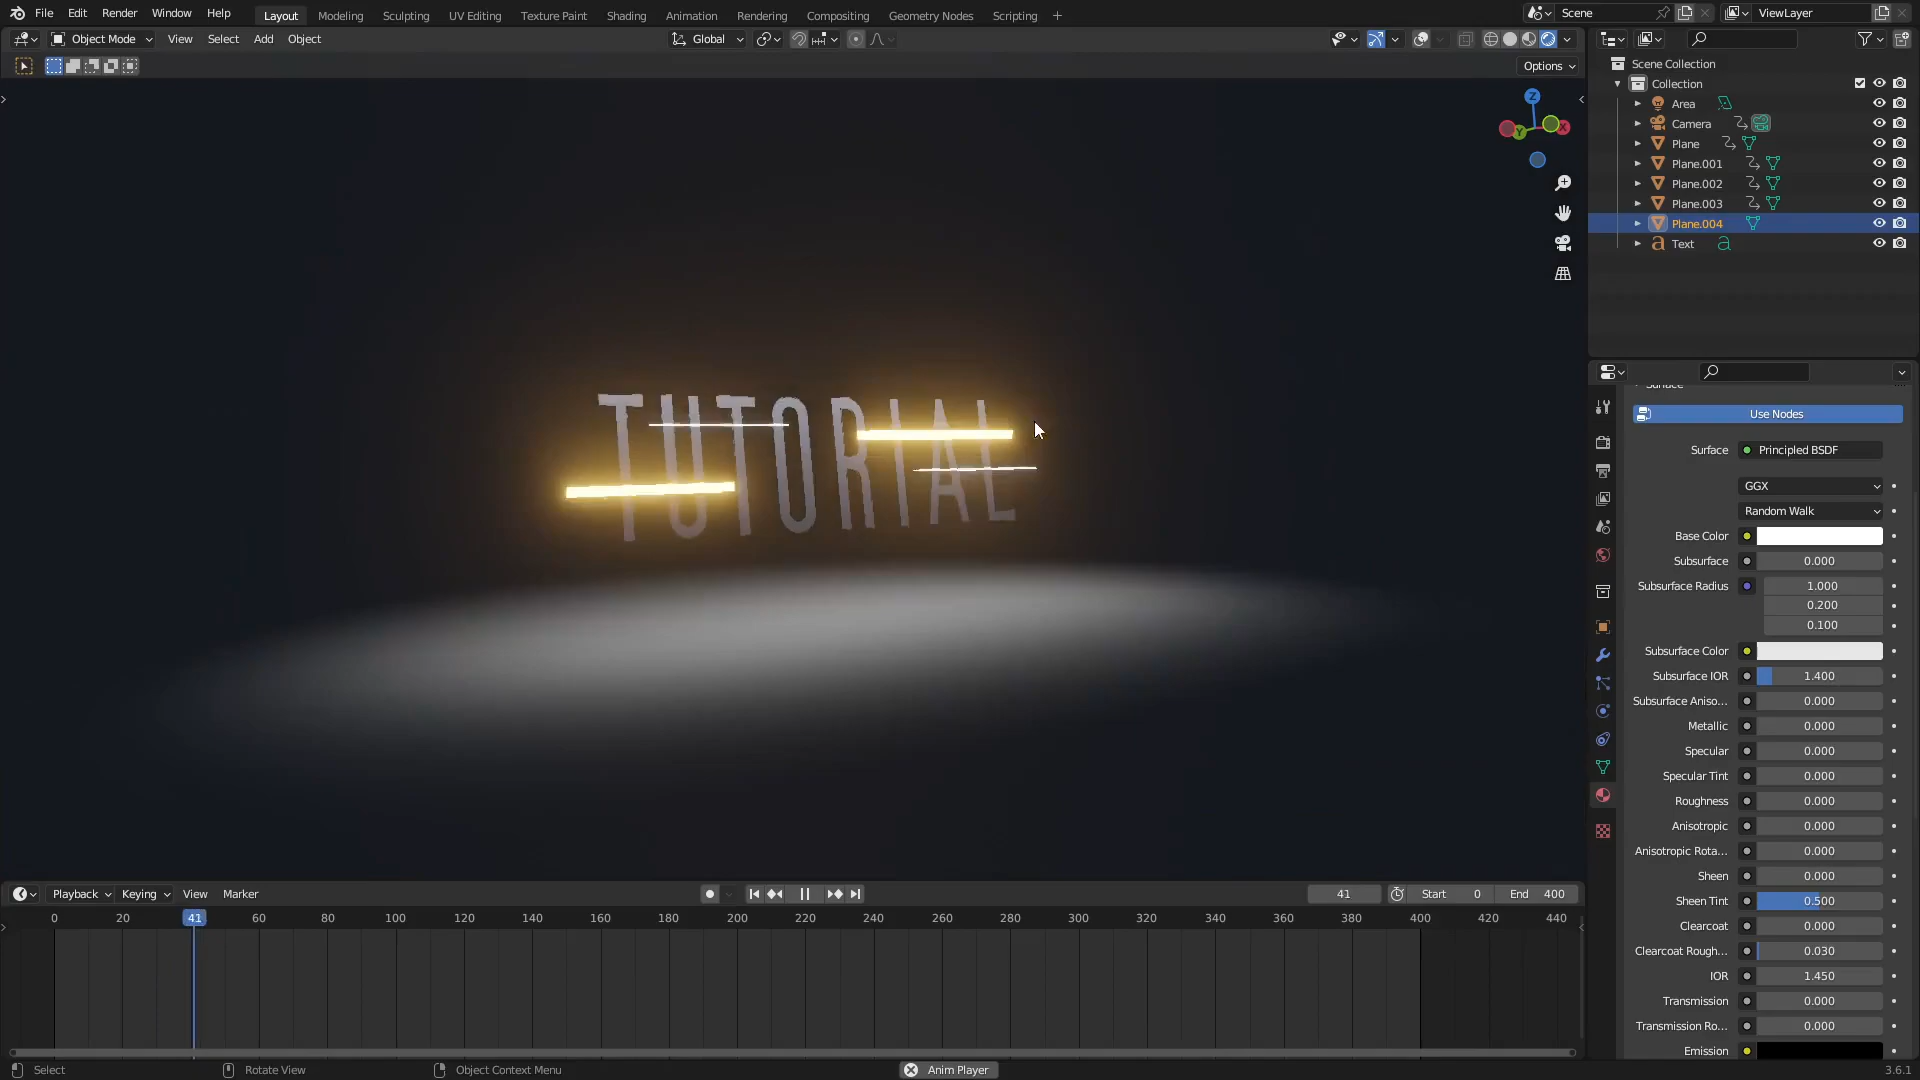 File Edit Render Window Help Layout Modeling Sculpting UV Editing Texture Paint Shading Animation Rendering Compositing Geometry Nodes Scripting + Scene ViewLayer
Object Mode View Select Add Object Global
Options
Z
X
Y
TUTORIAL
Scene Collection
Collection
Area
Camera
Plane
Plane.001
Plane.002
Plane.003
Plane.004
Text
Surface
Use Nodes
Surface Principled BSDF
GGX
Random Walk
Base Color
Subsurface 0.000
Subsurface Radius 1.000
0.200
0.100
Subsurface Color
Subsurface IOR 1.400
Subsurface Aniso... 0.000
Metallic 0.000
Specular 0.000
Specular Tint 0.000
Roughness 0.000
Anisotropic 0.000
Anisotropic Rota... 0.000
Sheen 0.000
Sheen Tint 0.500
Clearcoat 0.000
Clearcoat Rough... 0.030
IOR 1.450
Transmission 0.000
Transmission Ro... 0.000
Emission
Playback Keying View Marker 41 Start 0 End 400
0 20 41 60 80 100 120 140 160 180 200 220 240 260 280 300 320 340 360 380 400 420 440
Select Rotate View Object Context Menu Anim Player 3.6.1